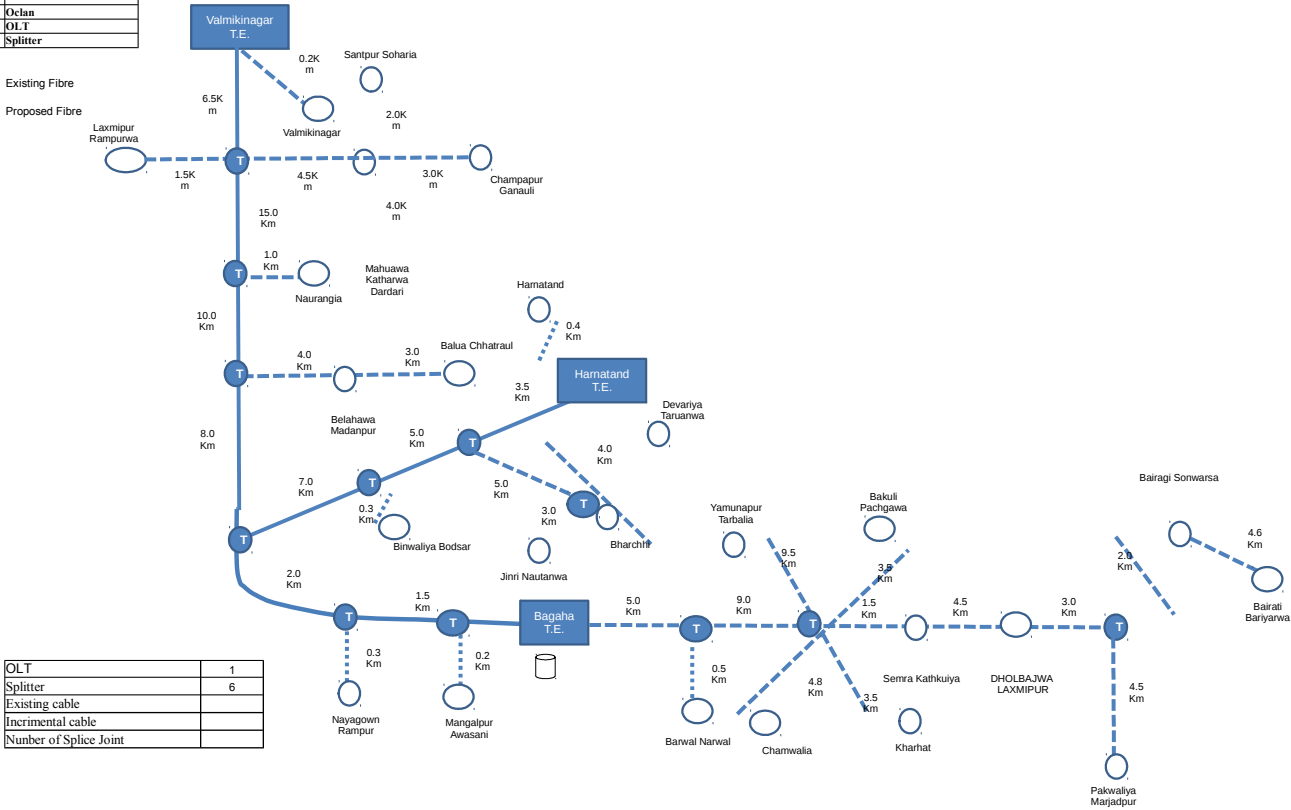 Oclan
OLT
Splitter
Existing Fibre
Proposed Fibre
Valmikinagar
T.E.
0.2K
m
Santpur Soharia
6.5K
m
Valmikinagar
2.0K
m
Laxmipur
Rampurwa
T
1.5K
m
4.5K
m
3.0K
m
Champapur
Ganauli
4.0K
m
15.0
Km
1.0
Km
T
Naurangia
Mahuawa
Katharwa
Dardari
10.0
Km
Harnatand
0.4
Km
4.0
Km
3.0
Km
Balua Chhatraul
T
3.5
Km
Harnatand
T.E.
Belahawa
Madanpur
Devariya
Taruanwa
8.0
Km
5.0
Km
T
4.0
Km
7.0
Km
T
5.0
Km
0.3
Km
Binwaliya Bodsar
3.0
Km
T
Bharchhi
Jinri Nautanwa
T
Yamunapur
Tarbalia
Bakuli
Pachgawa
Bairagi Sonwarsa
9.5
Km
3.5
Km
2.0
Km
4.6
Km
Bairati
Bariyarwa
2.0
Km
T
1.5
Km
T
Bagaha
T.E.
5.0
Km
T
9.0
Km
T
1.5
Km
4.5
Km
3.0
Km
T
0.3
Km
0.2
Km
0.5
Km
4.8
Km
3.5
Km
Semra Kathkuiya
DHOLBAJWA
LAXMIPUR
4.5
Km
Nayagown
Rampur
Mangalpur
Awasani
Barwal Narwal
Chamwalia
Kharhat
Pakwaliya
Marjadpur
OLT 1
Splitter 6
Existing cable
Incrimental cable
Nunber of Splice Joint